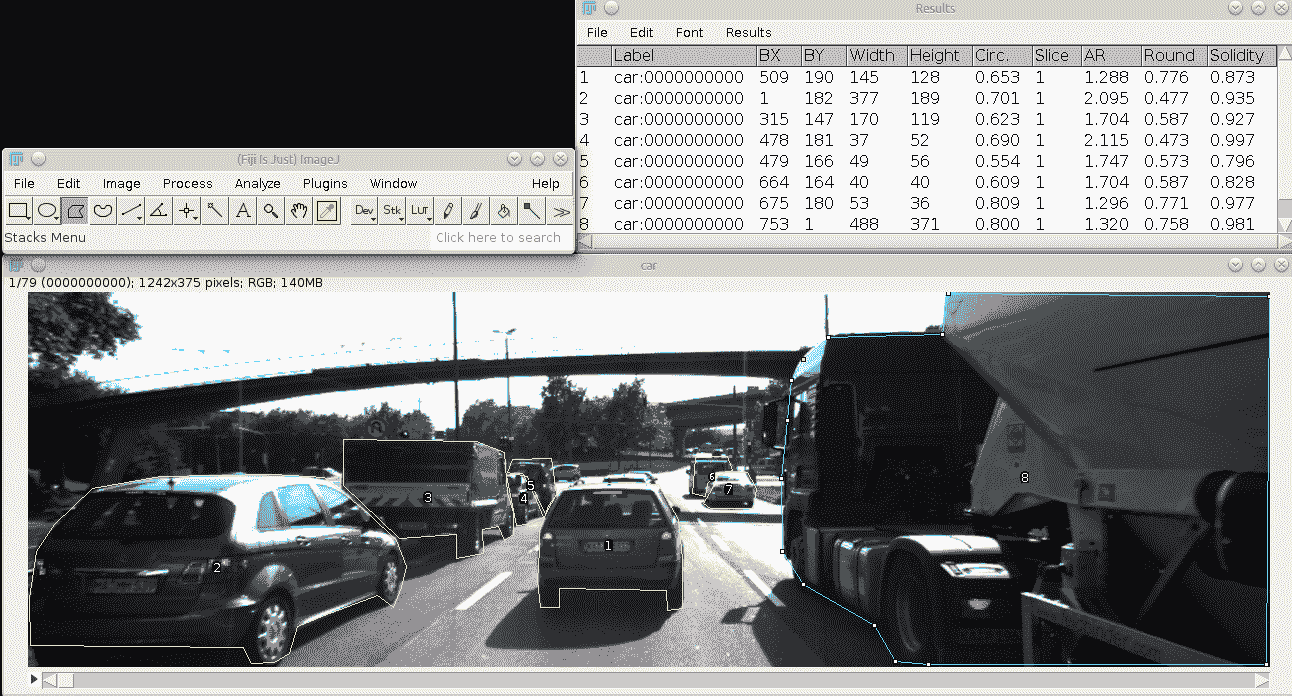 Results
File Edit Font Results
Label BX BY Width Height Circ. Slice AR Round Solidity
1 car:0000000000 509 190 145 128 0.653 1 1.288 0.776 0.873
2 car:0000000000 1 182 377 189 0.701 1 2.095 0.477 0.935
3 car:0000000000 315 147 170 119 0.623 1 1.704 0.587 0.927
4 car:0000000000 478 181 37 52 0.690 1 2.115 0.473 0.997
5 car:0000000000 479 166 49 56 0.554 1 1.747 0.573 0.796
6 car:0000000000 664 164 40 40 0.609 1 1.704 0.587 0.828
7 car:0000000000 675 180 53 36 0.809 1 1.296 0.771 0.977
8 car:0000000000 753 1 488 371 0.800 1 1.320 0.758 0.981
(Fiji Is Just) ImageJ
File Edit Image Process Analyze Plugins Window Help
A Dev Stk LUT >>
Stacks Menu Click here to search
car
1/79 (0000000000); 1242x375 pixels; RGB; 140MB
6
8
5
7
3
4
1
2